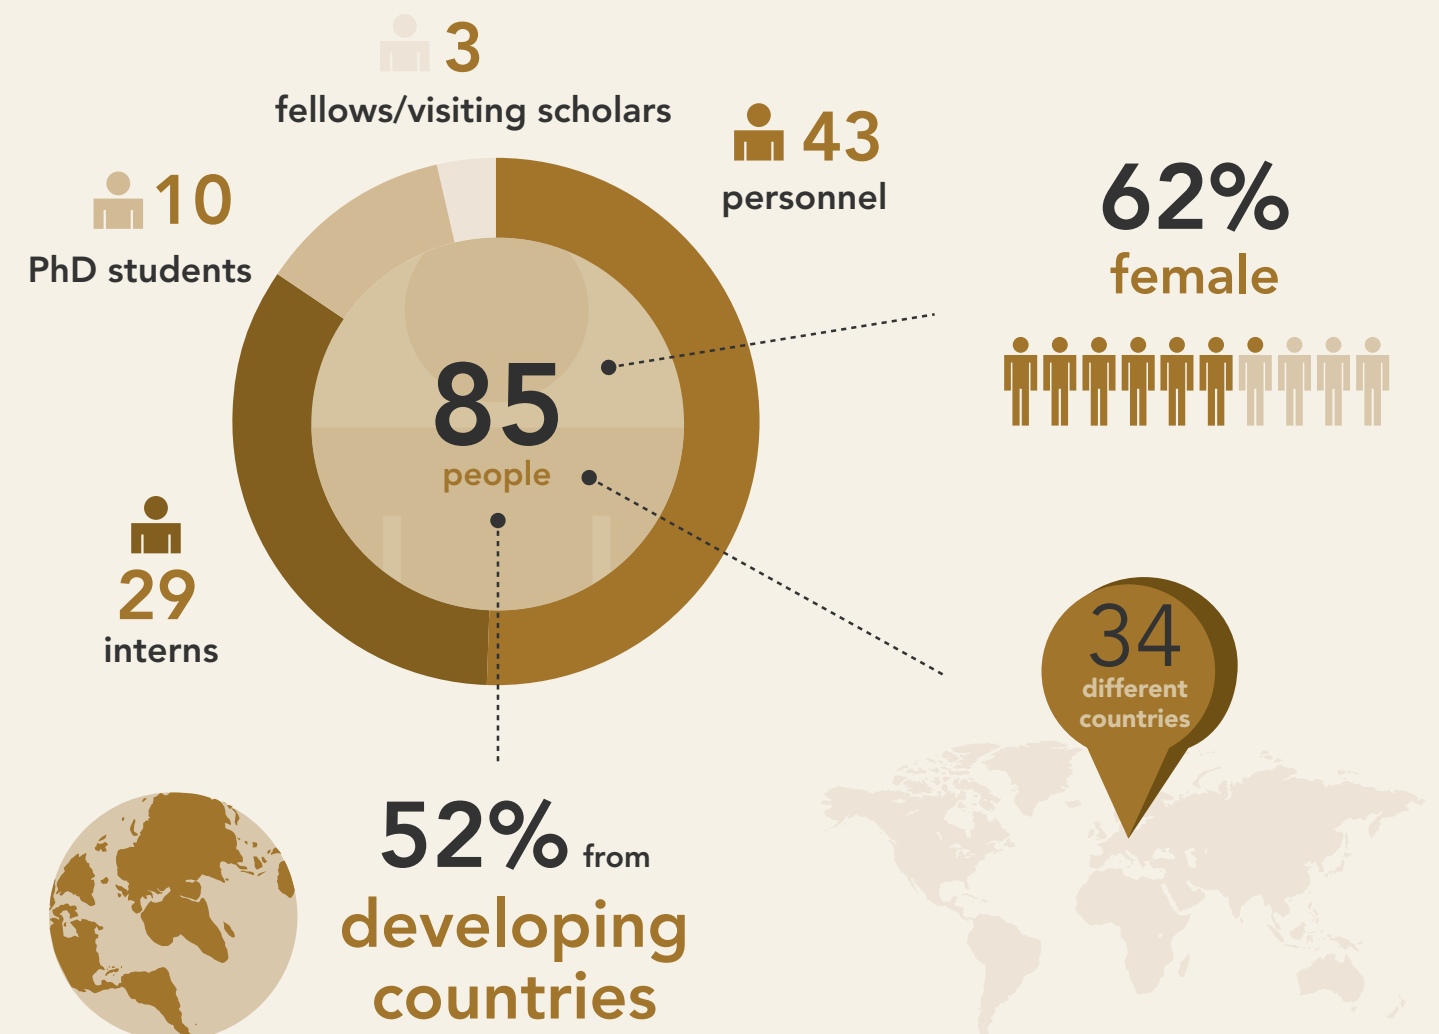 3
fellows/visiting scholars
43
personnel
10
PhD students
62%
female
85
people
29
interns
34
different
countries
52% from
developing
countries